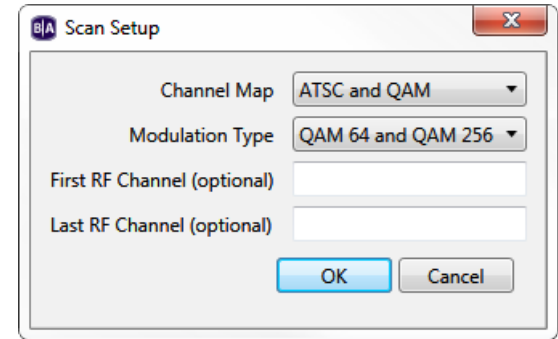 B|A Scan Setup
Channel Map ATSC and QAM
Modulation Type QAM 64 and QAM 256
First RF Channel (optional)
Last RF Channel (optional)
OK Cancel